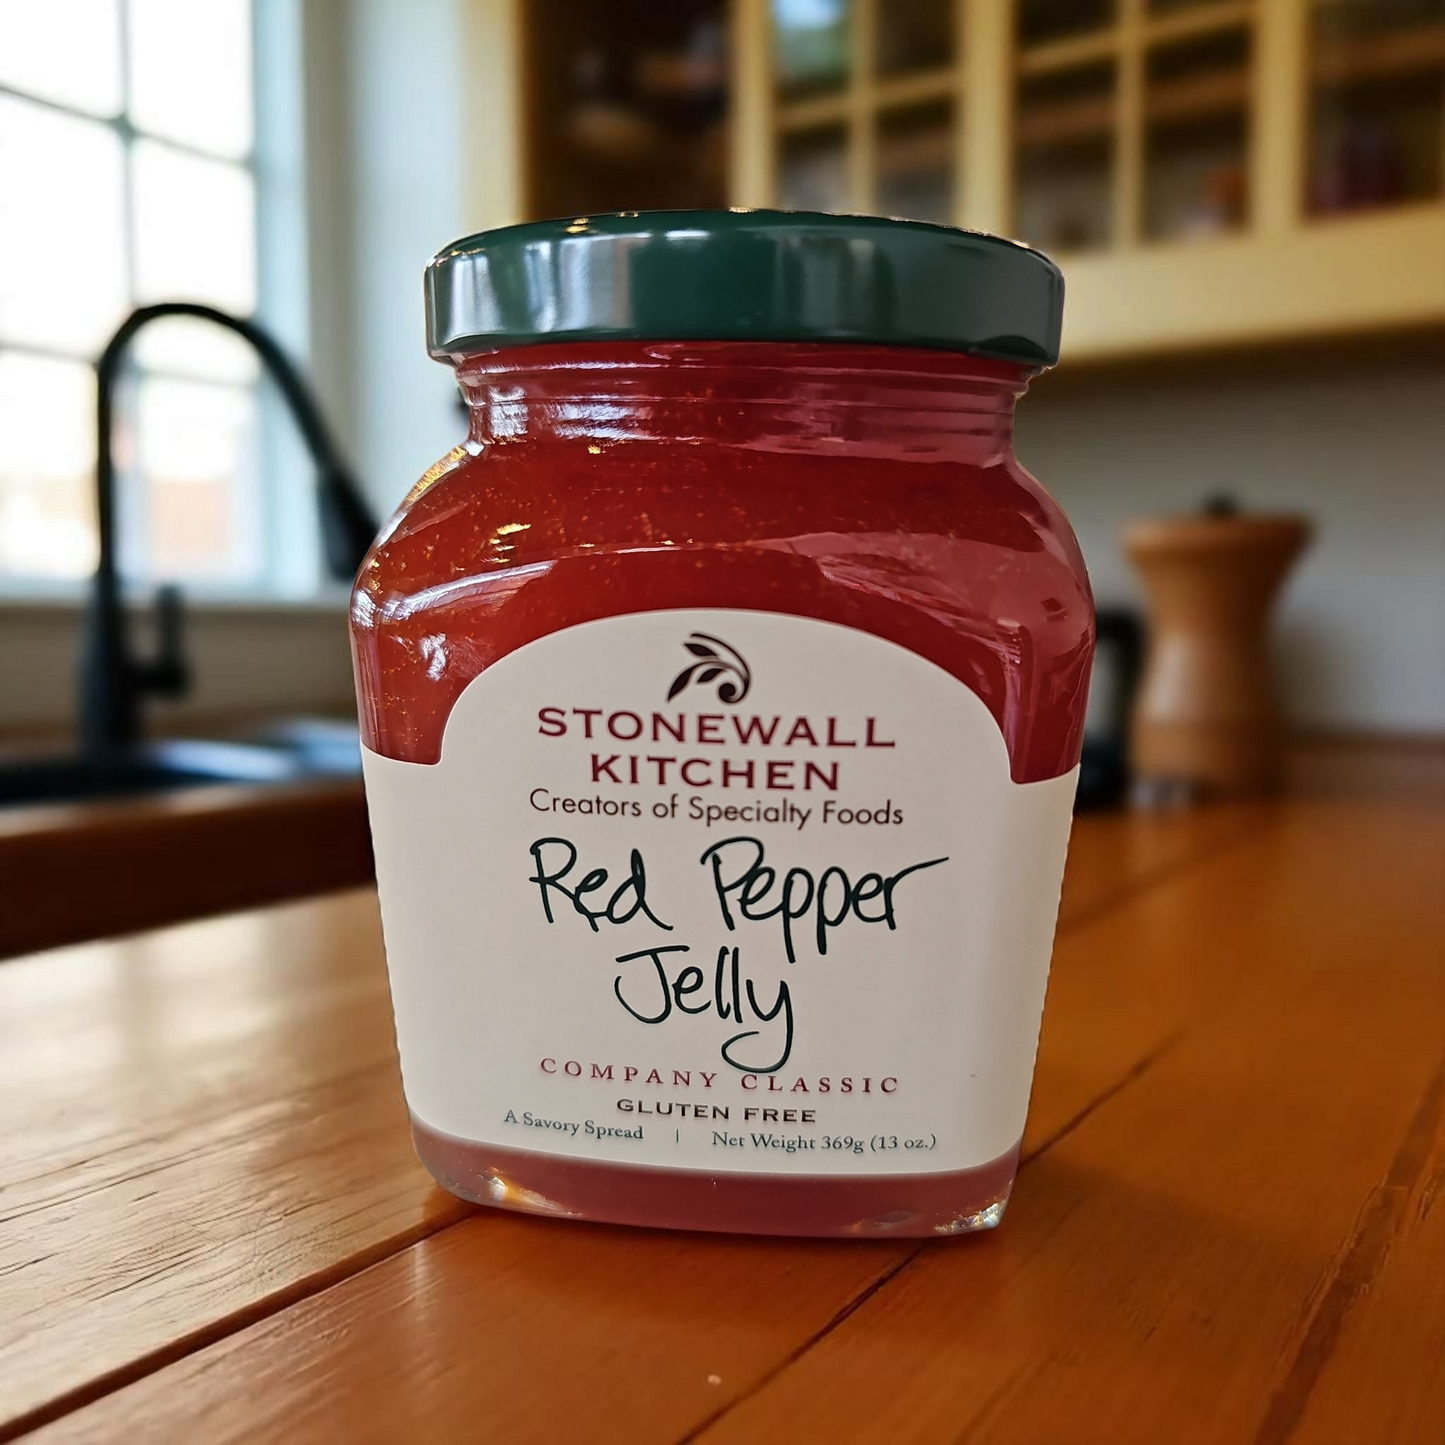 STONEWALL
KITCHEN
Creators of Specialty Foods
Red Pepper
Jelly
COMPANY CLASSIC
GLUTEN FREE
A Savory Spread | Net Weight 369g (13 oz.)